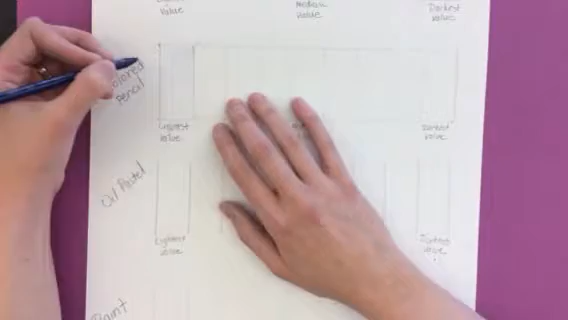 value
Medium
value
Darkest
value
Colored
Pencil
Lightest
value
Darkest
value
Oil Pastel
Lightest
value
Darkest
value
Paint